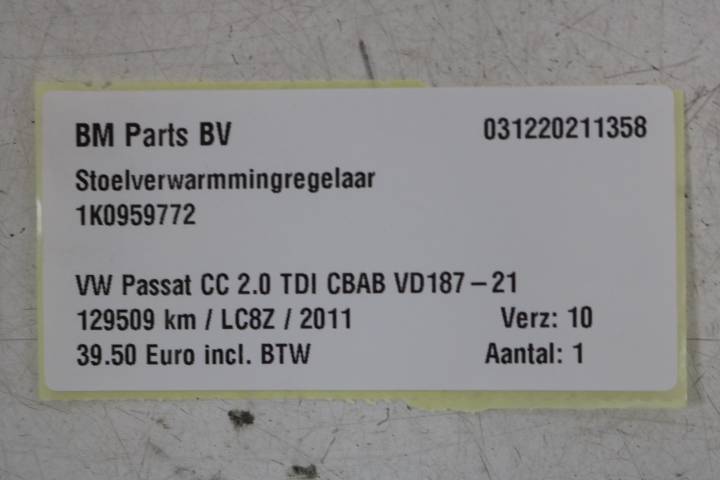 BM Parts BV 031220211358
Stoelverwarmmingregelaar
1K0959772
VW Passat CC 2.0 TDI CBAB VD187-21
129509 km / LC8Z / 2011 Verz: 10
39.50 Euro incl. BTW Aantal: 1